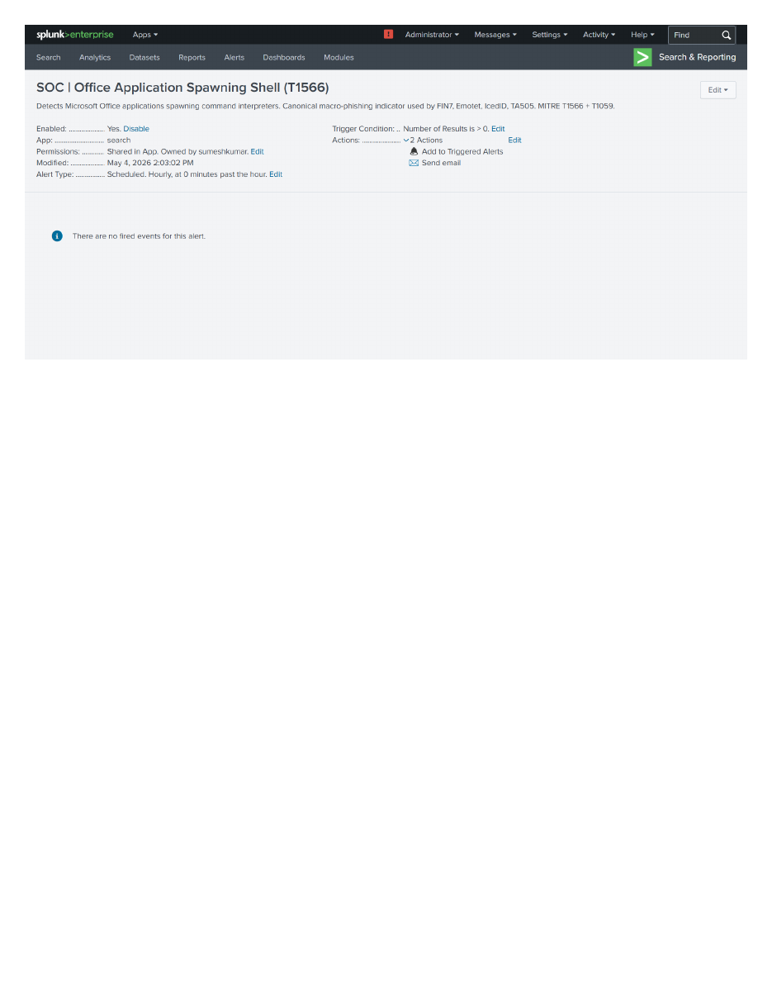 splunk>enterprise Apps ! Administrator Messages Settings Activity Help Find
Search Analytics Datasets Reports Alerts Dashboards Modules > Search & Reporting
SOC | Office Application Spawning Shell (T1566) Edit
Detects Microsoft Office applications spawning command interpreters. Canonical macro-phishing indicator used by FIN7, Emotet, IcedID, TA505. MITRE T1566 + T1059.
Enabled: .................... Yes. Disable
App: ........................... search
Permissions: ............ Shared in App. Owned by sumeshkumar. Edit
Modified: .................. May 4, 2026 2:03:02 PM
Alert Type: ................ Scheduled. Hourly, at 0 minutes past the hour. Edit
Trigger Condition: .. Number of Results is > 0. Edit
Actions: ..................... 2 Actions Edit
Add to Triggered Alerts
Send email
There are no fired events for this alert.